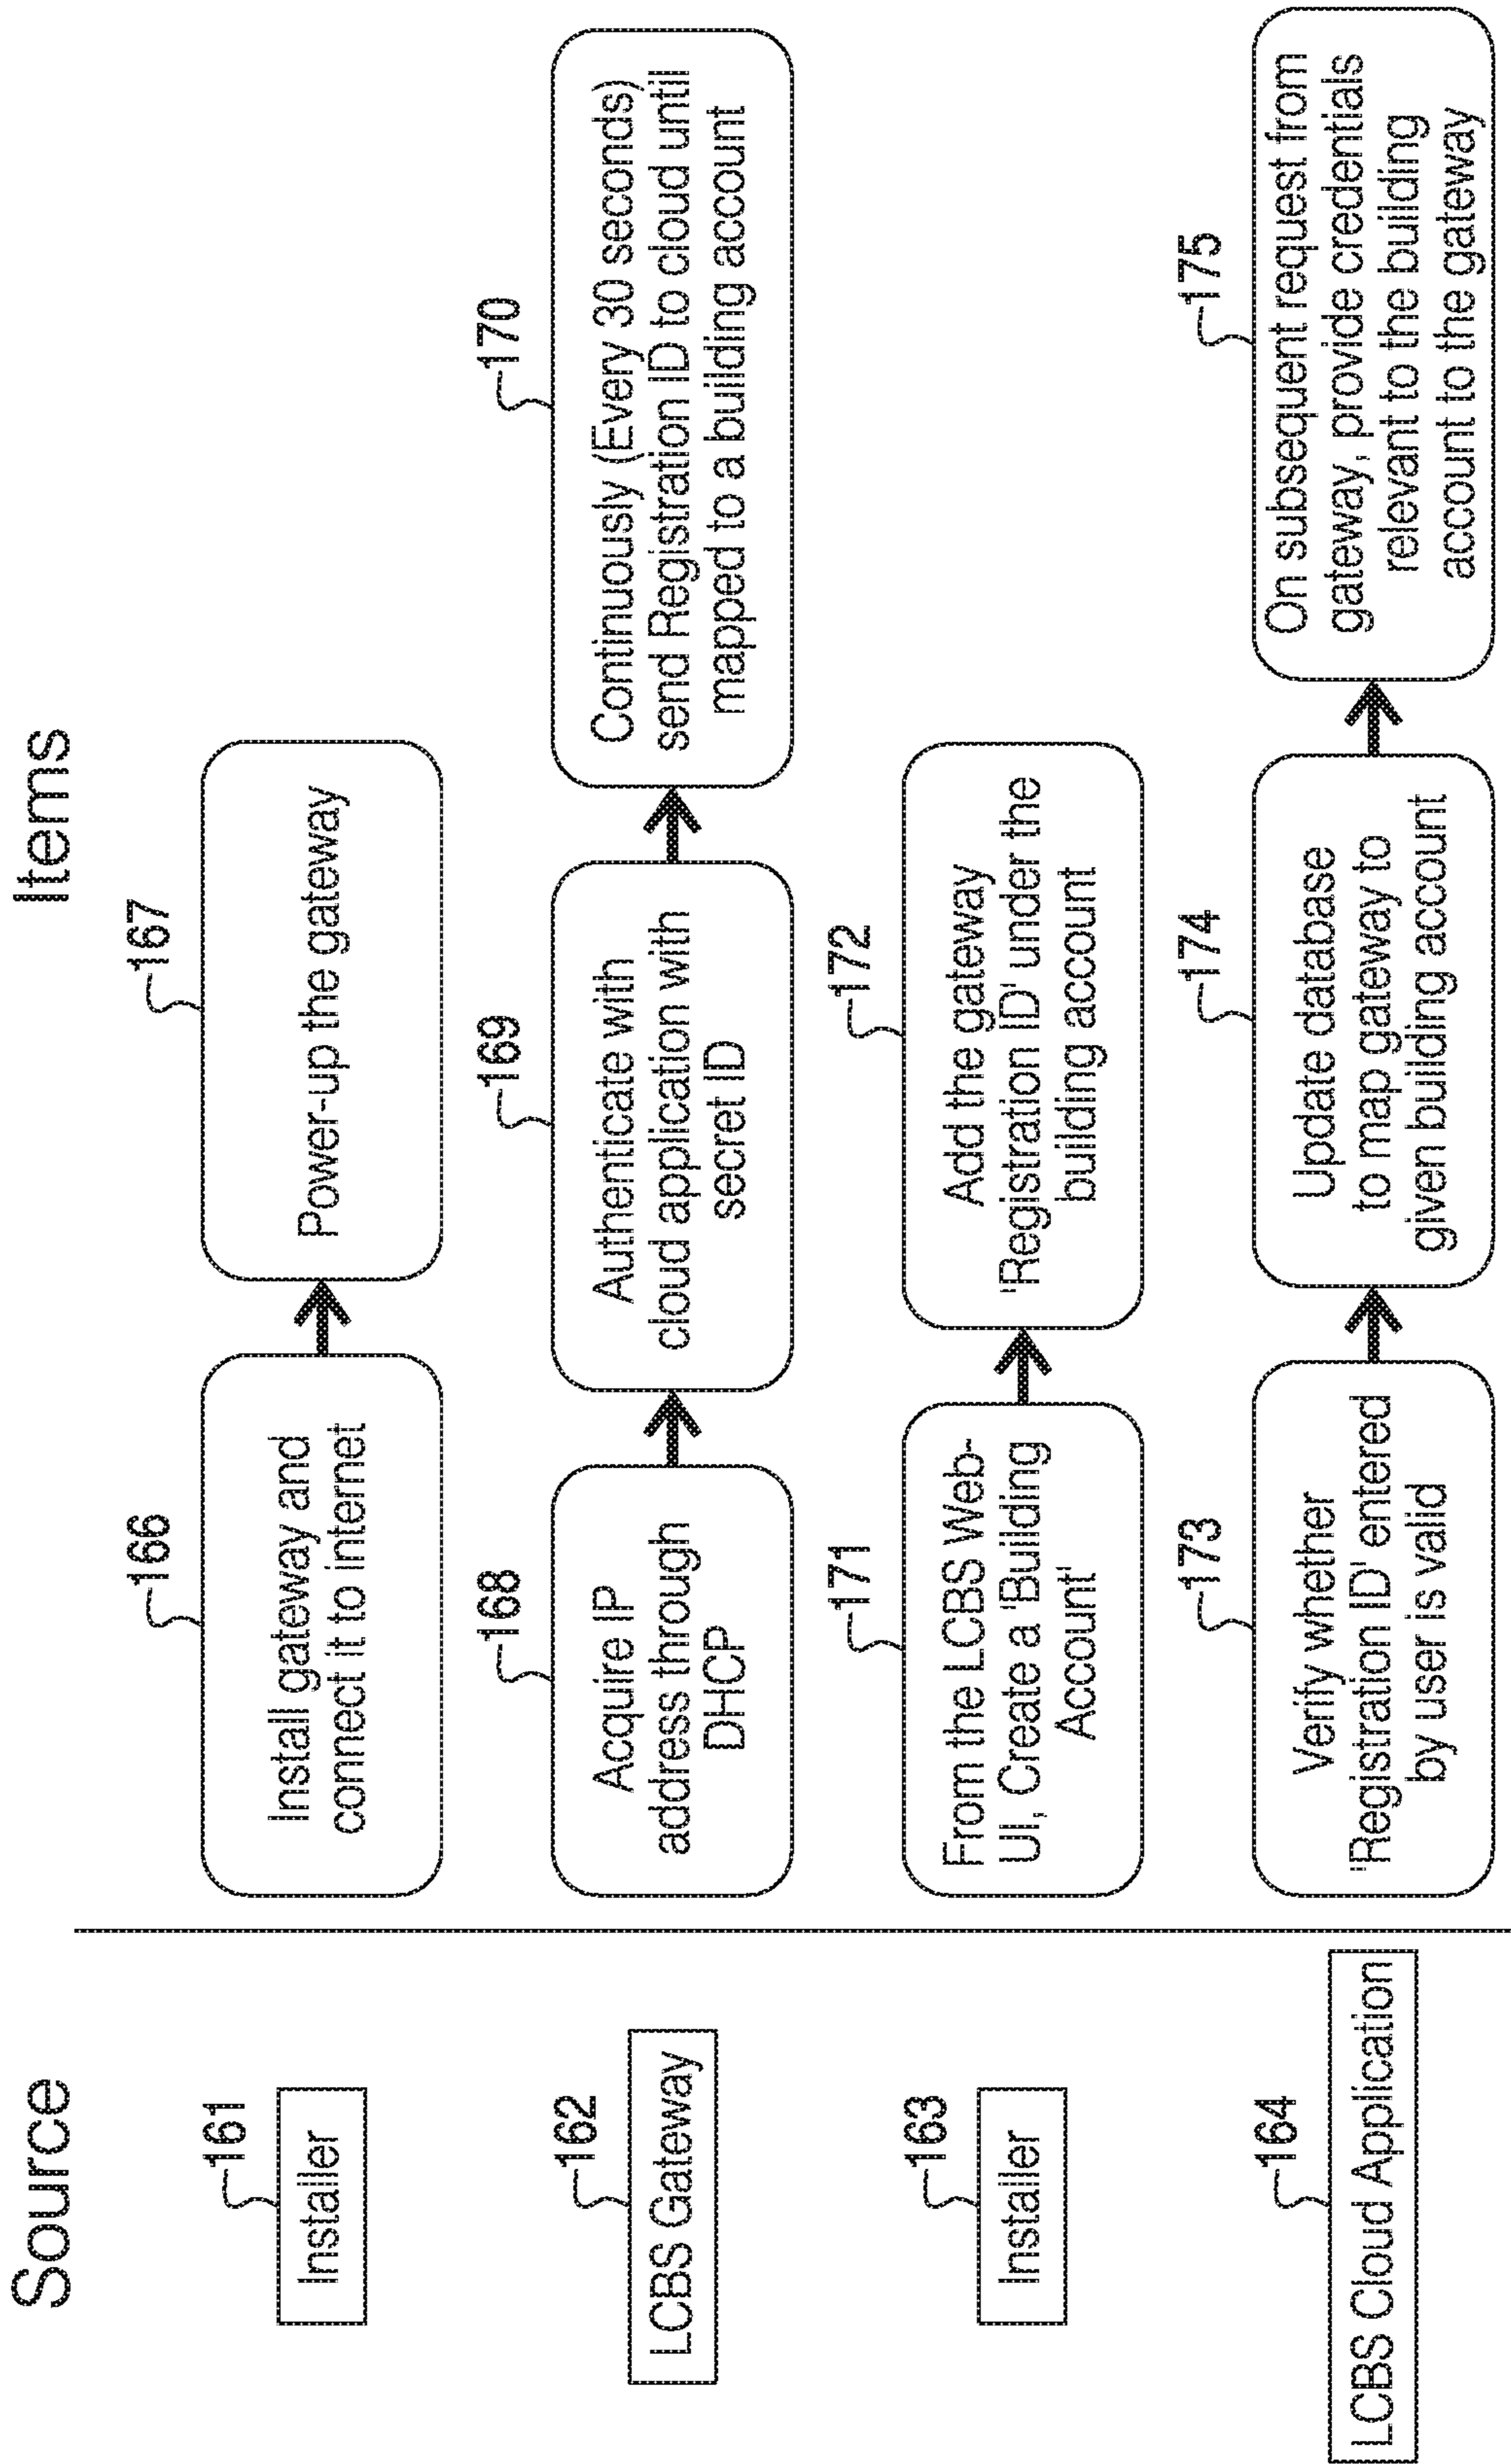 Source
Items
161
Installer
166
Install gateway and
connect it to internet
167
Power-up the gateway
162
LCBS Gateway
168
Acquire IP
address through
DHCP
169
Authenticate with
cloud application with
secret ID
170
Continuously (Every 30 seconds)
send Registration ID to cloud until
mapped to a building account
163
Installer
171
From the LCBS Web-
UI, Create a 'Building
Account'
172
Add the gateway
'Registration ID' under the
building account
164
LCBS Cloud Application
173
Verify whether
'Registration ID' entered
by user is valid
174
Update database
to map gateway to
given building account
175
On subsequent request from
gateway, provide credentials
relevant to the building
account to the gateway